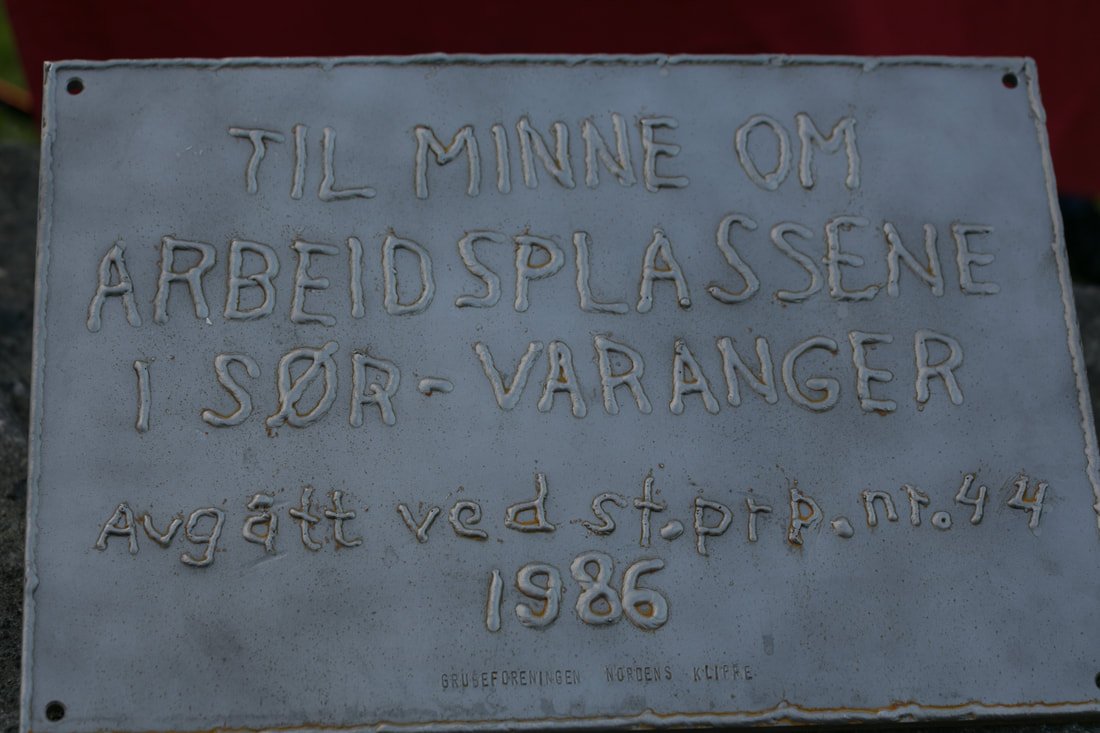 TIL MINNE OM
ARBEIDSPLASSENE
I SØR-VARANGER
Avgått ved st.prp.nr.44
1986
GRUBEFORENINGEN NORDENS KLIPPE